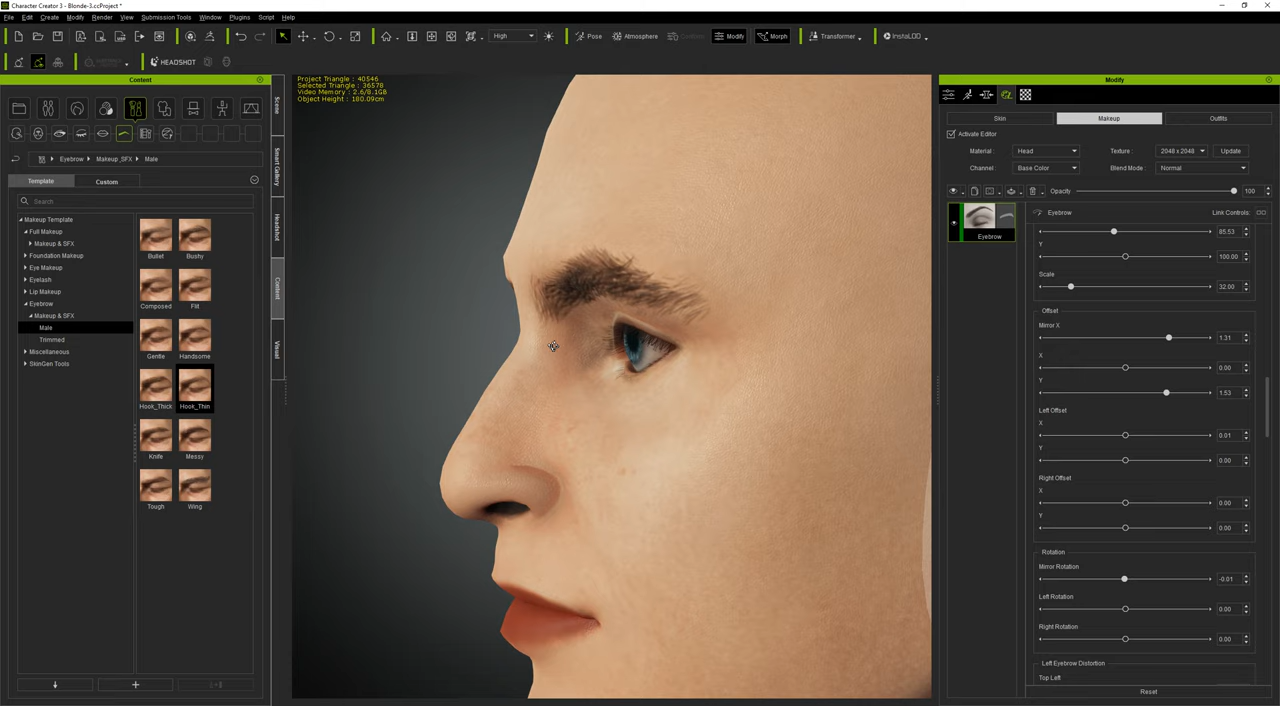 Character Creator 3 - Blonde-3.ccProject *
File Edit Create Modify Render View Submission Tools Window Plugins Script Help
High Pose Atmosphere Modify Morph Transformer InstaLOD
HEADSHOT
Content
Eyebrow Makeup_SFX Male
Template Custom
Search
Makeup Template
Full Makeup
Makeup & SFX
Foundation Makeup
Eye Makeup
Eyelash
Lip Makeup
Eyebrow
Makeup & SFX
Male
Trimmed
Miscellaneous
SkinGen Tools
Bullet Bushy
Composed Flit
Gentle Handsome
Hook_Thick Hook_Thin
Knife Messy
Tough Wing
Scene
Smart Gallery
Headshot
Content
Visual
Project Triangle : 40546
Selected Triangle : 36578
Video Memory : 2.6/8.1GB
Object Height : 180.09cm
Modify
Skin Makeup Outfits
Activate Editor
Material : Head Texture : 2048 x 2048 Update
Channel : Base Color Blend Mode : Normal
Opacity 100
Eyebrow
Eyebrow Link Controls:
85.53
Y
100.00
Scale
32.00
Offset
Mirror X
1.31
X
0.00
Y
1.53
Left Offset
X
0.01
Y
0.00
Right Offset
X
0.00
Y
0.00
Rotation
Mirror Rotation
-0.01
Left Rotation
0.00
Right Rotation
0.00
Left Eyebrow Distortion
Top Left
Reset